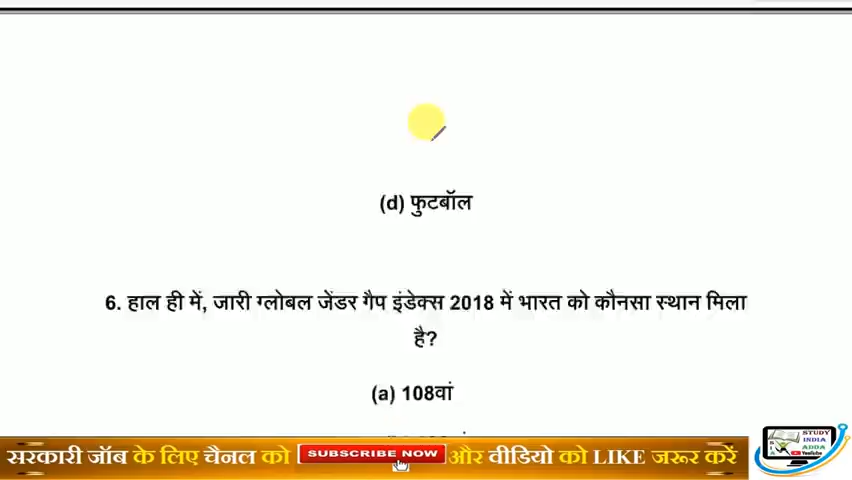 (d) फुटबॉल
6. हाल ही में, जारी ग्लोबल जेंडर गैप इंडेक्स 2018 में भारत को कौनसा स्थान मिला
है?
(a) 108वां
सरकारी जॉब के लिए चैनल को SUBSCRIBE NOW और वीडियो को LIKE जरूर करें
STUDY
INDIA
ADDA
YouTube